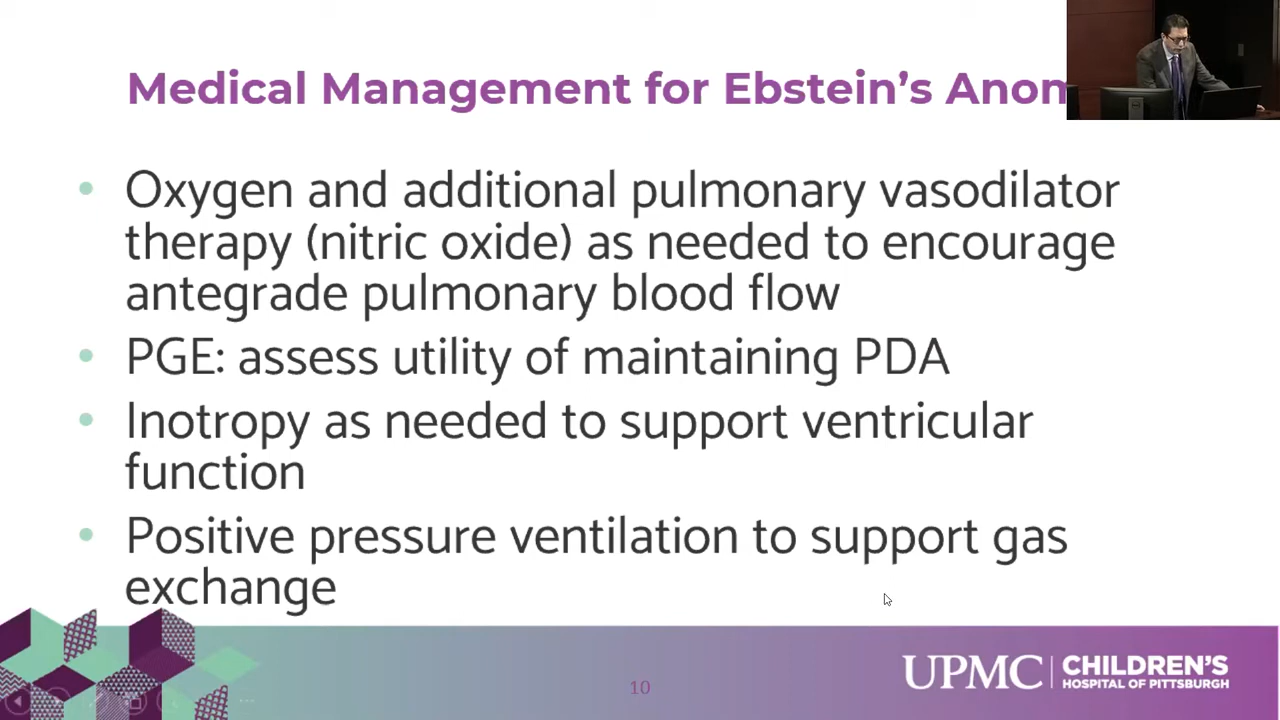 Medical Management for Ebstein's Anom
• Oxygen and additional pulmonary vasodilator
therapy (nitric oxide) as needed to encourage
antegrade pulmonary blood flow
• PGE: assess utility of maintaining PDA
• Inotropy as needed to support ventricular
function
• Positive pressure ventilation to support gas
exchange
10
UPMC | CHILDREN'S
HOSPITAL OF PITTSBURGH